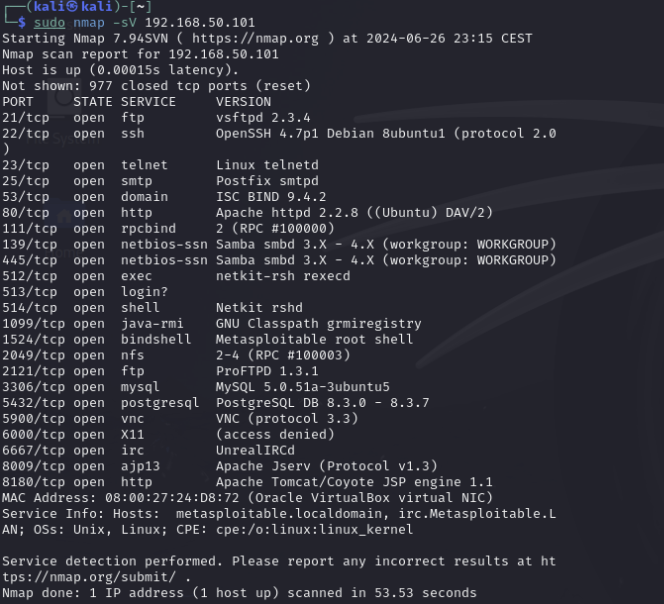 ┌──(kali㉿kali)-[~]
└─$ sudo nmap -sV 192.168.50.101
Starting Nmap 7.94SVN ( https://nmap.org ) at 2024-06-26 23:15 CEST
Nmap scan report for 192.168.50.101
Host is up (0.00015s latency).
Not shown: 977 closed tcp ports (reset)
PORT     STATE SERVICE     VERSION
21/tcp   open  ftp         vsftpd 2.3.4
22/tcp   open  ssh         OpenSSH 4.7p1 Debian 8ubuntu1 (protocol 2.0
)
23/tcp   open  telnet      Linux telnetd
25/tcp   open  smtp        Postfix smtpd
53/tcp   open  domain      ISC BIND 9.4.2
80/tcp   open  http        Apache httpd 2.2.8 ((Ubuntu) DAV/2)
111/tcp  open  rpcbind     2 (RPC #100000)
139/tcp  open  netbios-ssn Samba smbd 3.X - 4.X (workgroup: WORKGROUP)
445/tcp  open  netbios-ssn Samba smbd 3.X - 4.X (workgroup: WORKGROUP)
512/tcp  open  exec        netkit-rsh rexecd
513/tcp  open  login?
514/tcp  open  shell       Netkit rshd
1099/tcp open  java-rmi    GNU Classpath grmiregistry
1524/tcp open  bindshell   Metasploitable root shell
2049/tcp open  nfs         2-4 (RPC #100003)
2121/tcp open  ftp         ProFTPD 1.3.1
3306/tcp open  mysql       MySQL 5.0.51a-3ubuntu5
5432/tcp open  postgresql  PostgreSQL DB 8.3.0 - 8.3.7
5900/tcp open  vnc         VNC (protocol 3.3)
6000/tcp open  X11         (access denied)
6667/tcp open  irc         UnrealIRCd
8009/tcp open  ajp13       Apache Jserv (Protocol v1.3)
8180/tcp open  http        Apache Tomcat/Coyote JSP engine 1.1
MAC Address: 08:00:27:24:D8:72 (Oracle VirtualBox virtual NIC)
Service Info: Hosts:  metasploitable.localdomain, irc.Metasploitable.L
AN; OSs: Unix, Linux; CPE: cpe:/o:linux:linux_kernel

Service detection performed. Please report any incorrect results at ht
tps://nmap.org/submit/ .
Nmap done: 1 IP address (1 host up) scanned in 53.53 seconds